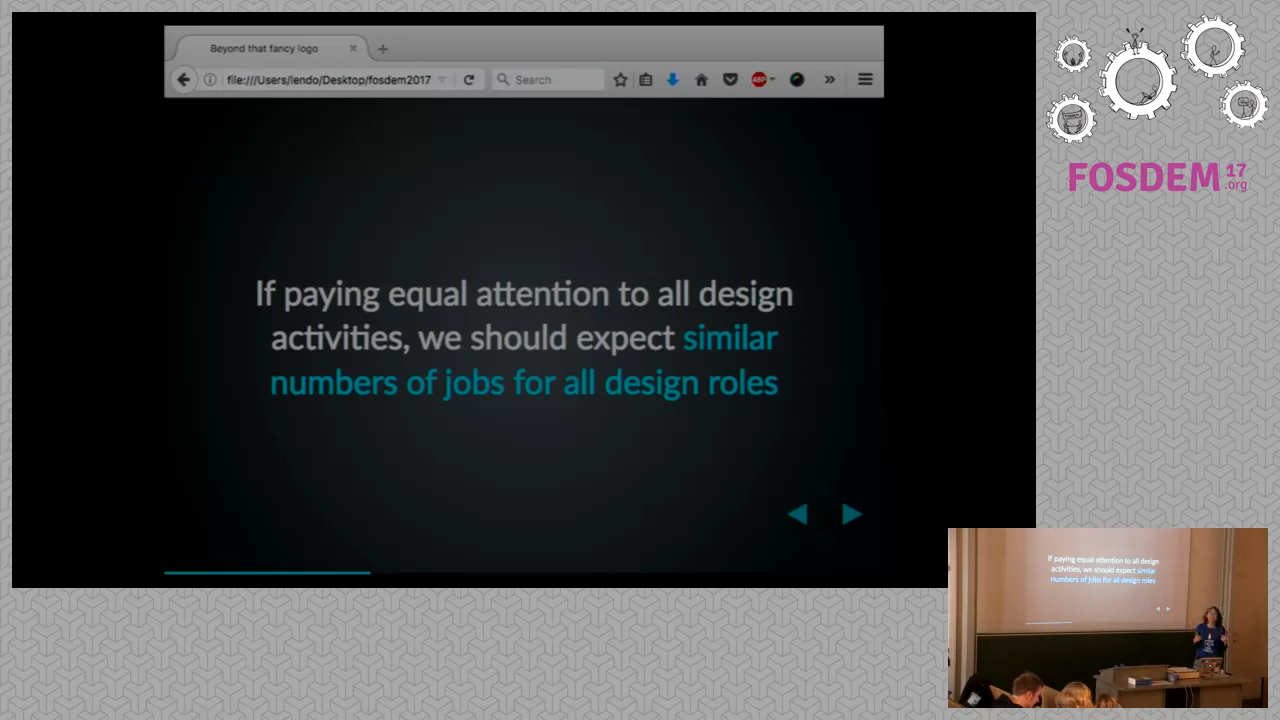 Beyond that fancy logo
file:///Users/lendo/Desktop/fosdem2017
Search
ABP
If paying equal attention to all design
activities, we should expect similar
numbers of jobs for all design roles
FOSDEM 17
.org
If paying equal attention to all design
activities, we should expect similar
numbers of jobs for all design roles